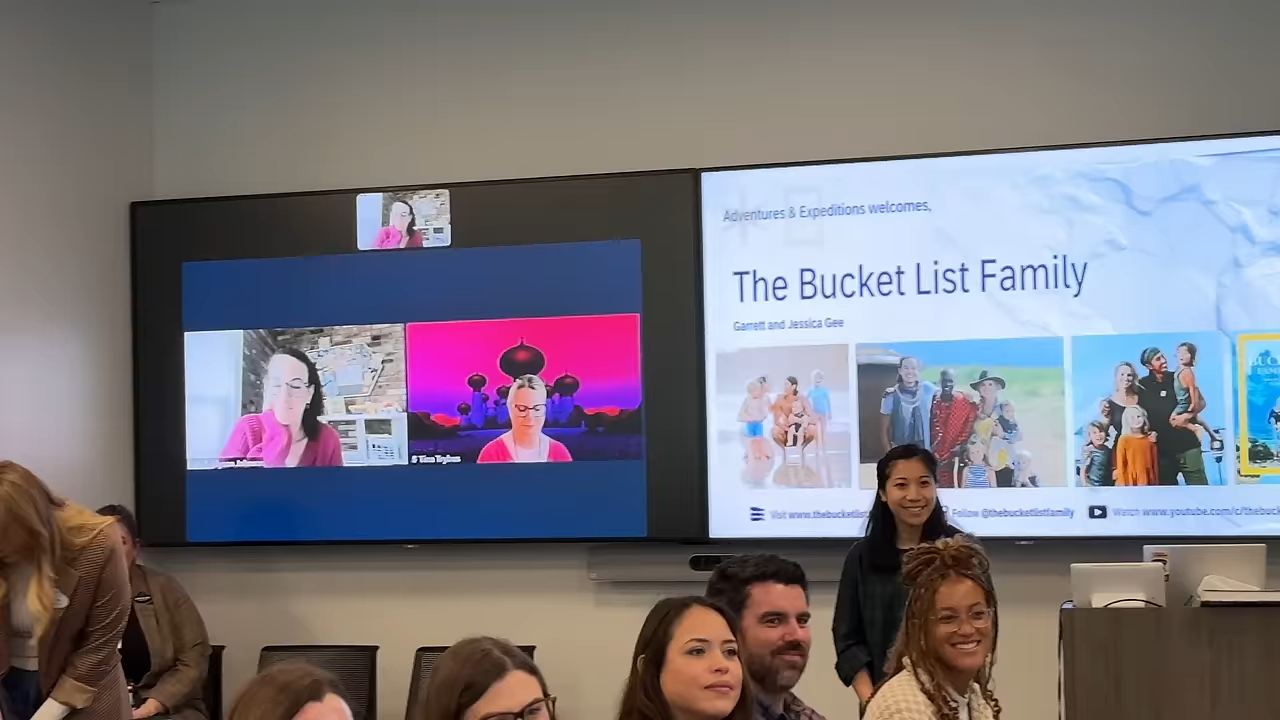 Adventures & Expeditions welcomes,
The Bucket List Family
Garrett and Jessica Gee
Visit www.thebucketlist
Follow @thebucketlistfamily
Watch www.youtube.com/c/thebuck